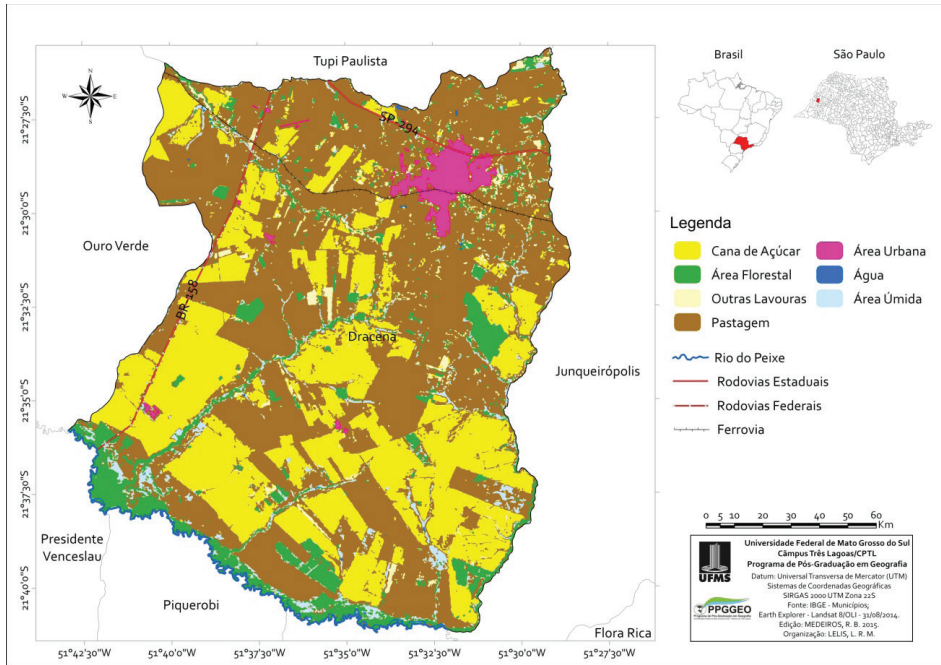 Tupi Paulista
Brasil
São Paulo
N
W
E
S
SP-294
21°27'30"S
21°30'0"S
21°32'30"S
21°35'0"S
21°37'30"S
21°40'0"S
Ouro Verde
BR-158
Dracena
Junqueirópolis
Presidente
Venceslau
Piquerobi
Flora Rica
51°42'30"O
51°40'0"O
51°37'30"O
51°35'0"O
51°32'30"O
51°30'0"O
51°27'30"O
Legenda
Cana de Açúcar
Área Urbana
Área Florestal
Água
Outras Lavouras
Área Úmida
Pastagem
Rio do Peixe
Rodovias Estaduais
Rodovias Federais
Ferrovia
0 5 10 20 30 40 50 60
Km
UFMS
PPGGEO
Universidade Federal de Mato Grosso do Sul
Câmpus Três Lagoas/CPTL
Programa de Pós-Graduação em Geografia
Datum: Universal Transversa de Mercator (UTM)
Sistemas de Coordenadas Geográficas
SIRGAS 2000 UTM Zona 22S
Fonte: IBGE - Municípios;
Earth Explorer - Landsat 8/OLI - 31/08/2014.
Edição: MEDEIROS, R. B. 2015.
Organização: LELIS, L. R. M.